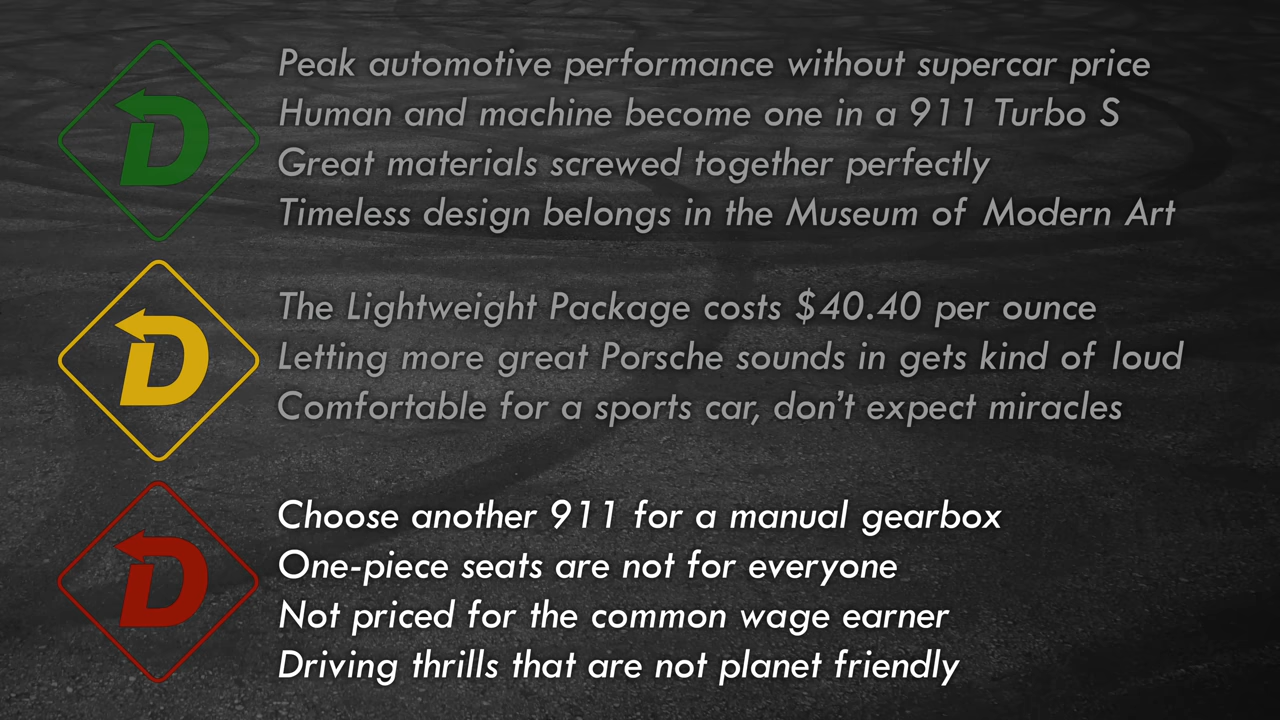 D
Peak automotive performance without supercar price
Human and machine become one in a 911 Turbo S
Great materials screwed together perfectly
Timeless design belongs in the Museum of Modern Art
D
The Lightweight Package costs $40.40 per ounce
Letting more great Porsche sounds in gets kind of loud
Comfortable for a sports car, don’t expect miracles
D
Choose another 911 for a manual gearbox
One-piece seats are not for everyone
Not priced for the common wage earner
Driving thrills that are not planet friendly